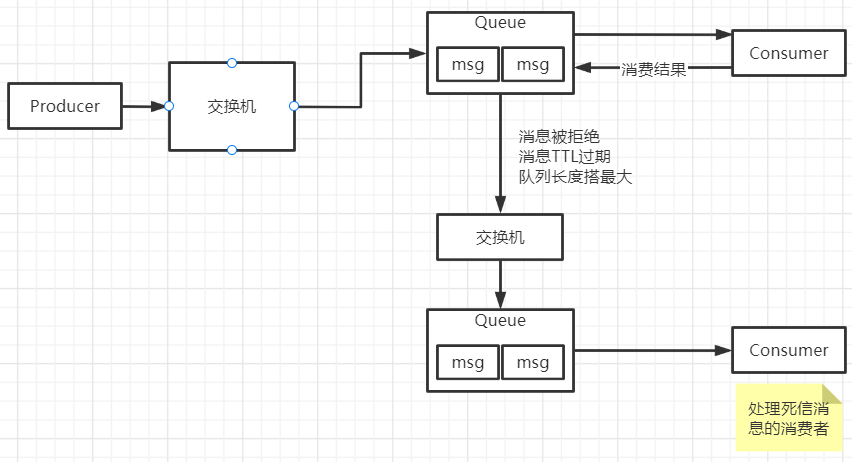 Queue
msg
msg
Consumer
消费结果
Producer
交换机
消息被拒绝
消息TTL过期
队列长度搭最大
交换机
Queue
msg
msg
Consumer
处理死信消
息的消费者